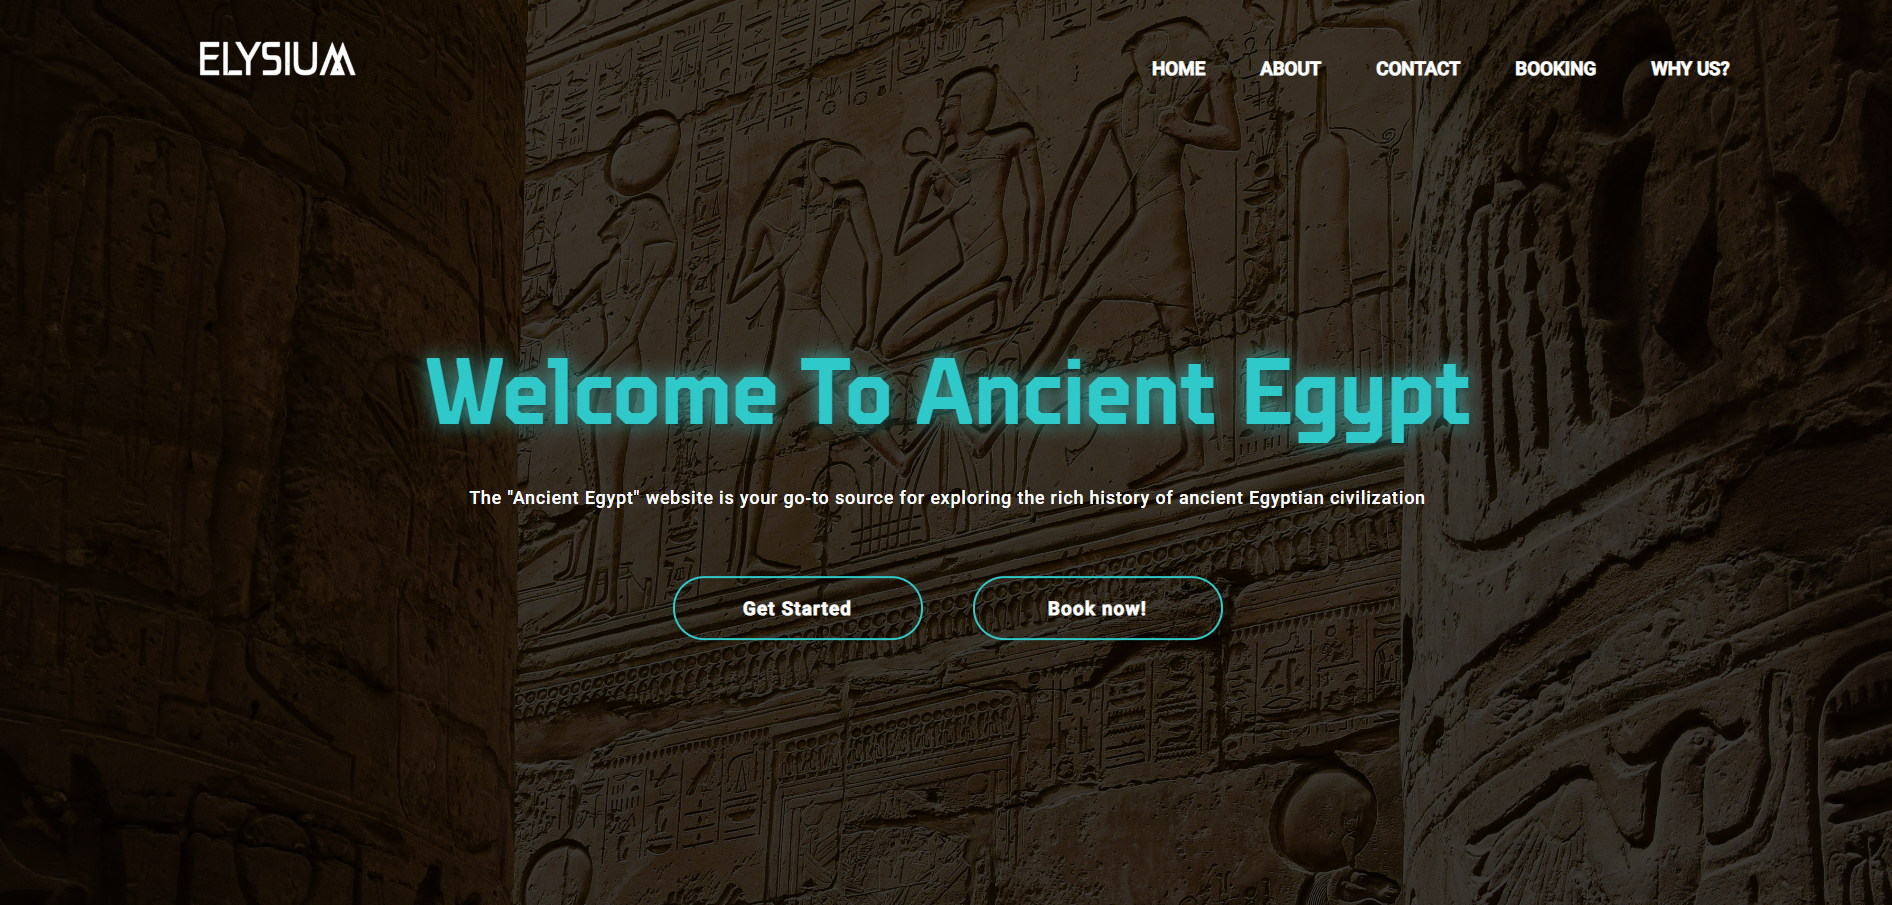 ELYSIUM
HOME ABOUT CONTACT BOOKING WHY US?
Welcome To Ancient Egypt
The "Ancient Egypt" website is your go-to source for exploring the rich history of ancient Egyptian civilization
Get Started Book now!